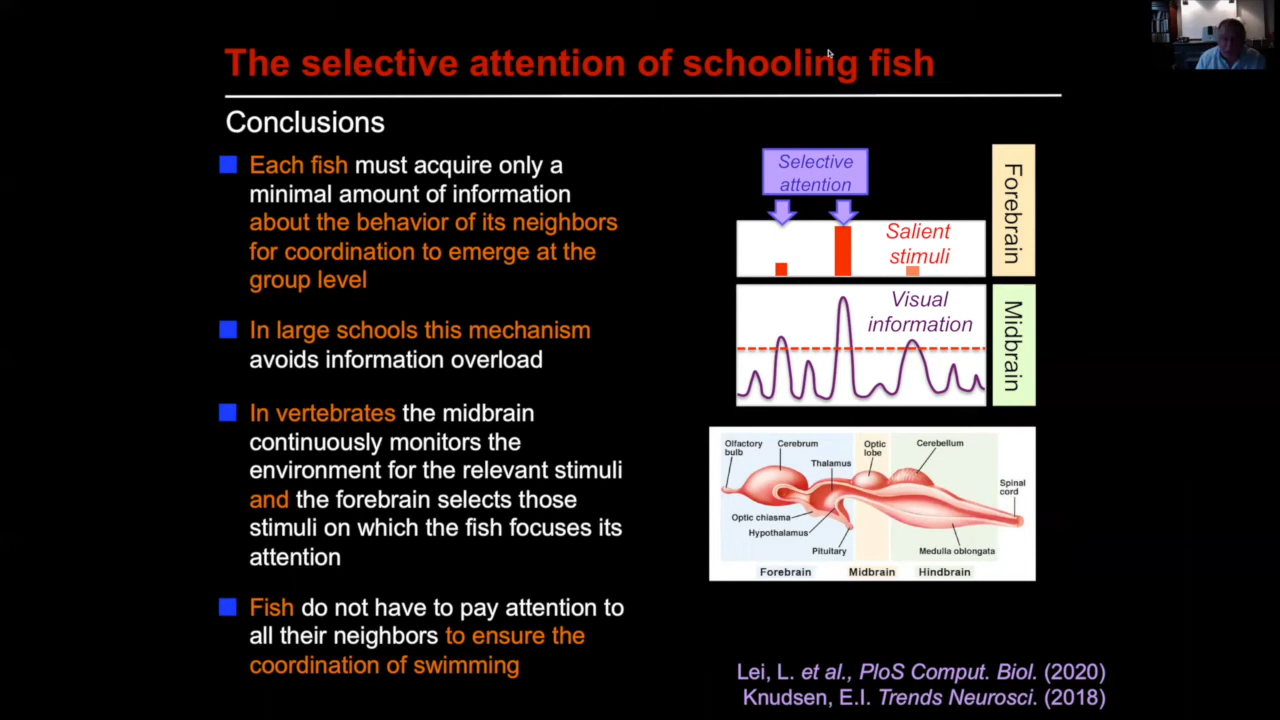 The selective attention of schooling fish
Conclusions
Each fish must acquire only a
minimal amount of information
about the behavior of its neighbors
for coordination to emerge at the
group level
In large schools this mechanism
avoids information overload
In vertebrates the midbrain
continuously monitors the
environment for the relevant stimuli
and the forebrain selects those
stimuli on which the fish focuses its
attention
Fish do not have to pay attention to
all their neighbors to ensure the
coordination of swimming
Selective
attention
Salient
stimuli
Forebrain
Visual
information
Midbrain
Olfactory
bulb
Cerebrum
Thalamus
Optic
lobe
Cerebellum
Spinal
cord
Optic chiasma
Hypothalamus
Pituitary
Medulla oblongata
Forebrain
Midbrain
Hindbrain
Lei, L. et al., PloS Comput. Biol. (2020)
Knudsen, E.I. Trends Neurosci. (2018)